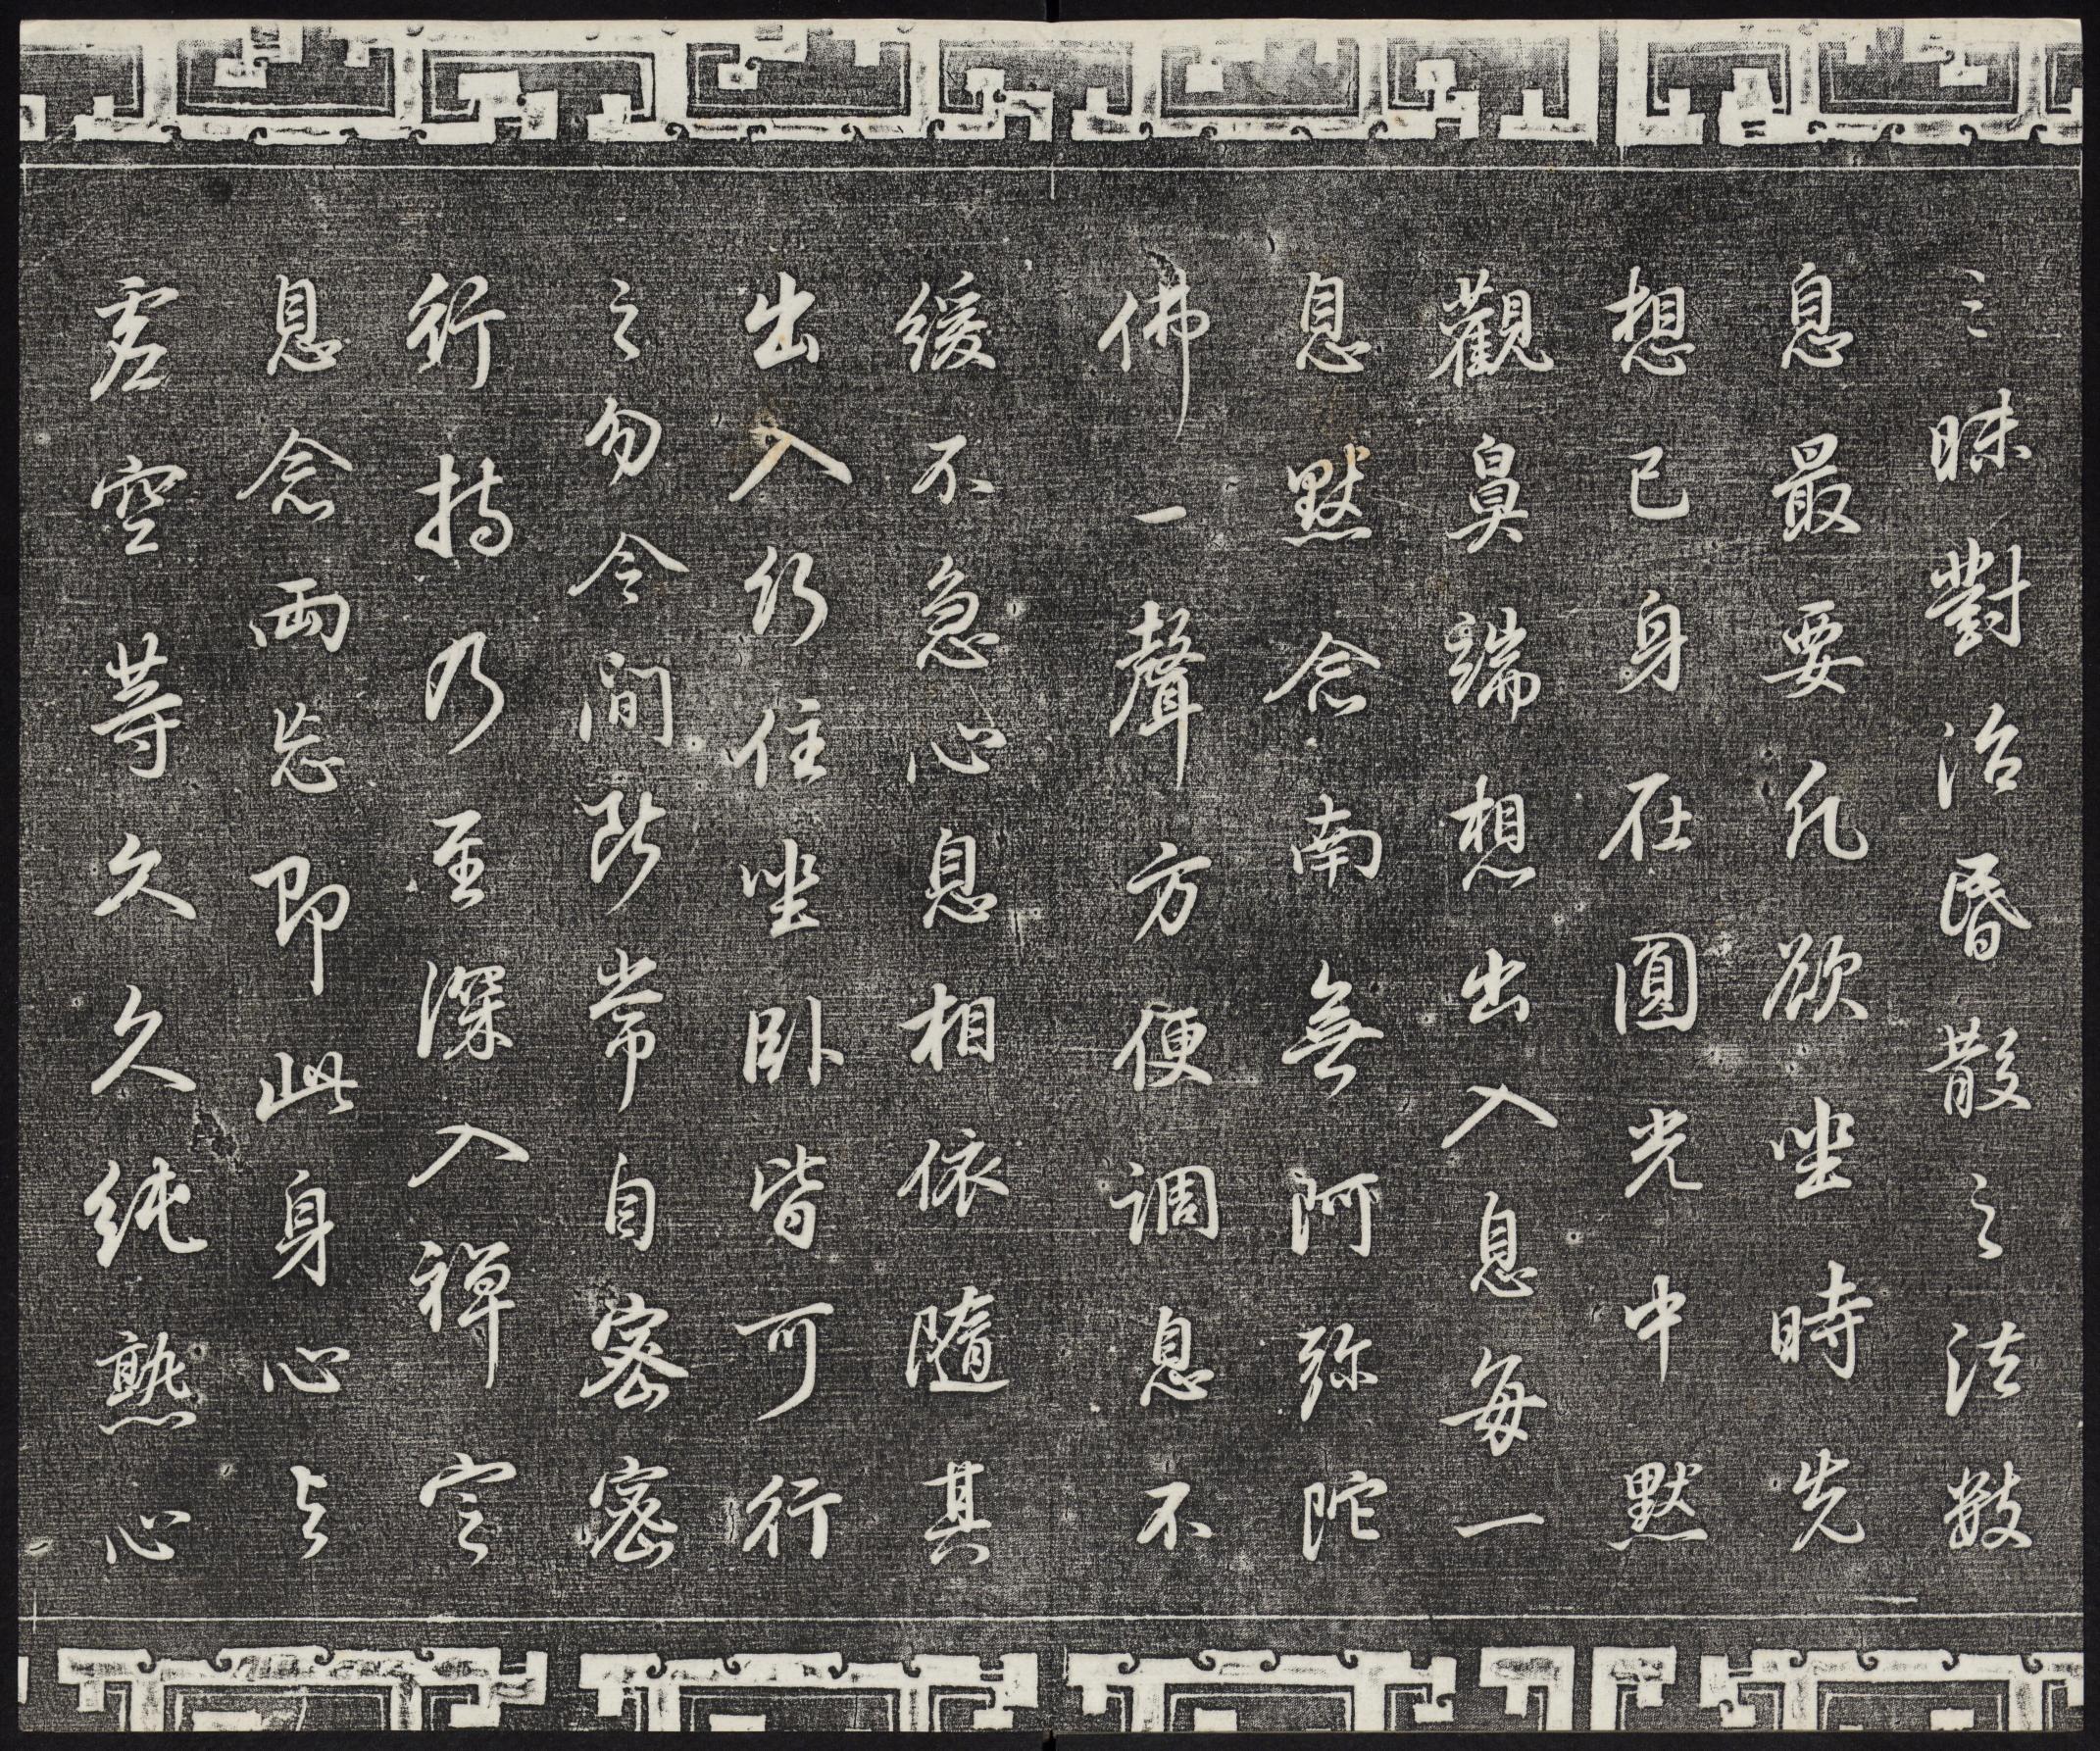 三昧對治昏散之法數
息最要凡欲坐時先
想己身在圓光中默
觀鼻端想出入息每一
息默念南無阿弥陀
佛一聲方便調息不
緩不急心息相依隨其
出入行住坐卧皆可行
之勿令间断常自密密
行持乃至深入禪定
息念兩忘即此身心与
虛空等久久純熟心